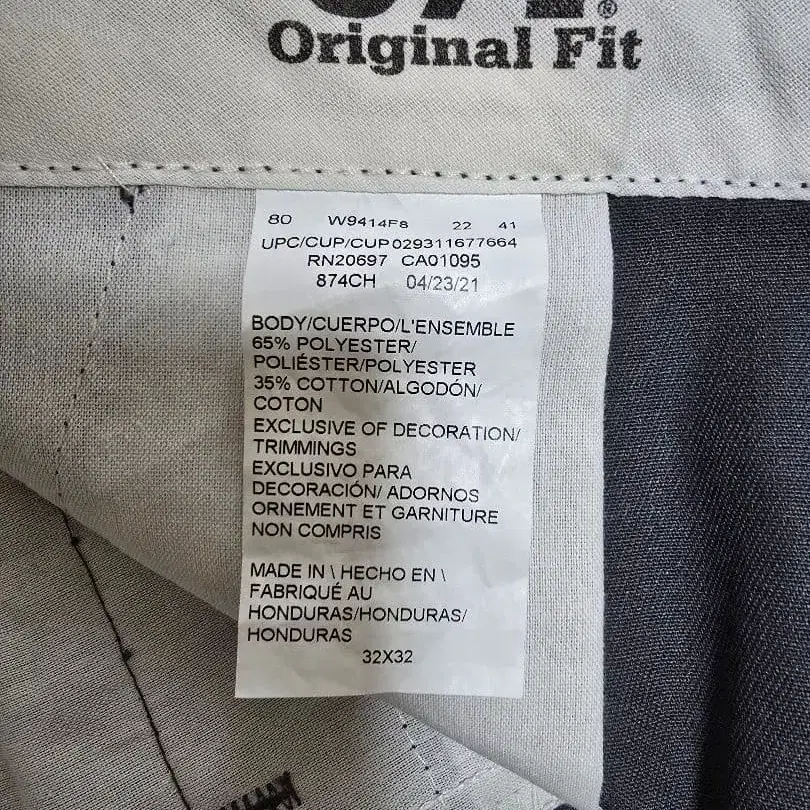 Original Fit
80 W9414F8 22 41
UPC/CUP/CUP029311677664
RN20697 CA01095
874CH 04/23/21
BODY/CUERPO/L'ENSEMBLE
65% POLYESTER/
POLIÉSTER/POLYESTER
35% COTTON/ALGODÓN/
COTON
EXCLUSIVE OF DECORATION/
TRIMMINGS
EXCLUSIVO PARA
DECORACIÓN/ ADORNOS
ORNEMENT ET GARNITURE
NON COMPRIS
MADE IN \ HECHO EN \
FABRIQUÉ AU
HONDURAS/HONDURAS/
HONDURAS
32X32